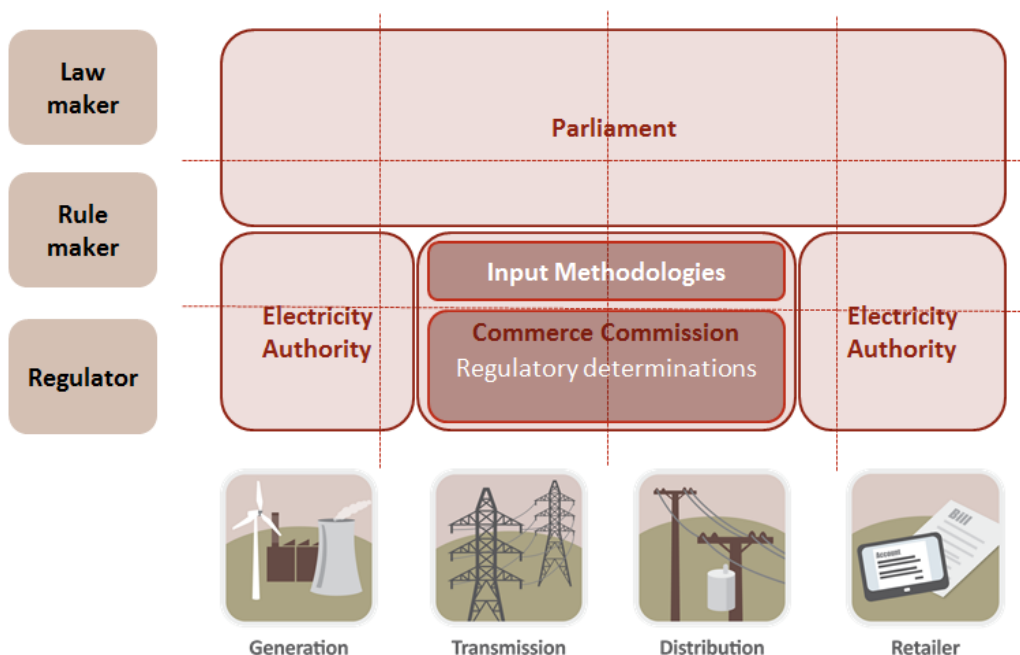 Law
maker
Parliament
Rule
maker
Input Methodologies
Electricity
Authority
Commerce Commission
Regulatory determinations
Electricity
Authority
Regulator
Bill
Account
Generation
Transmission
Distribution
Retailer